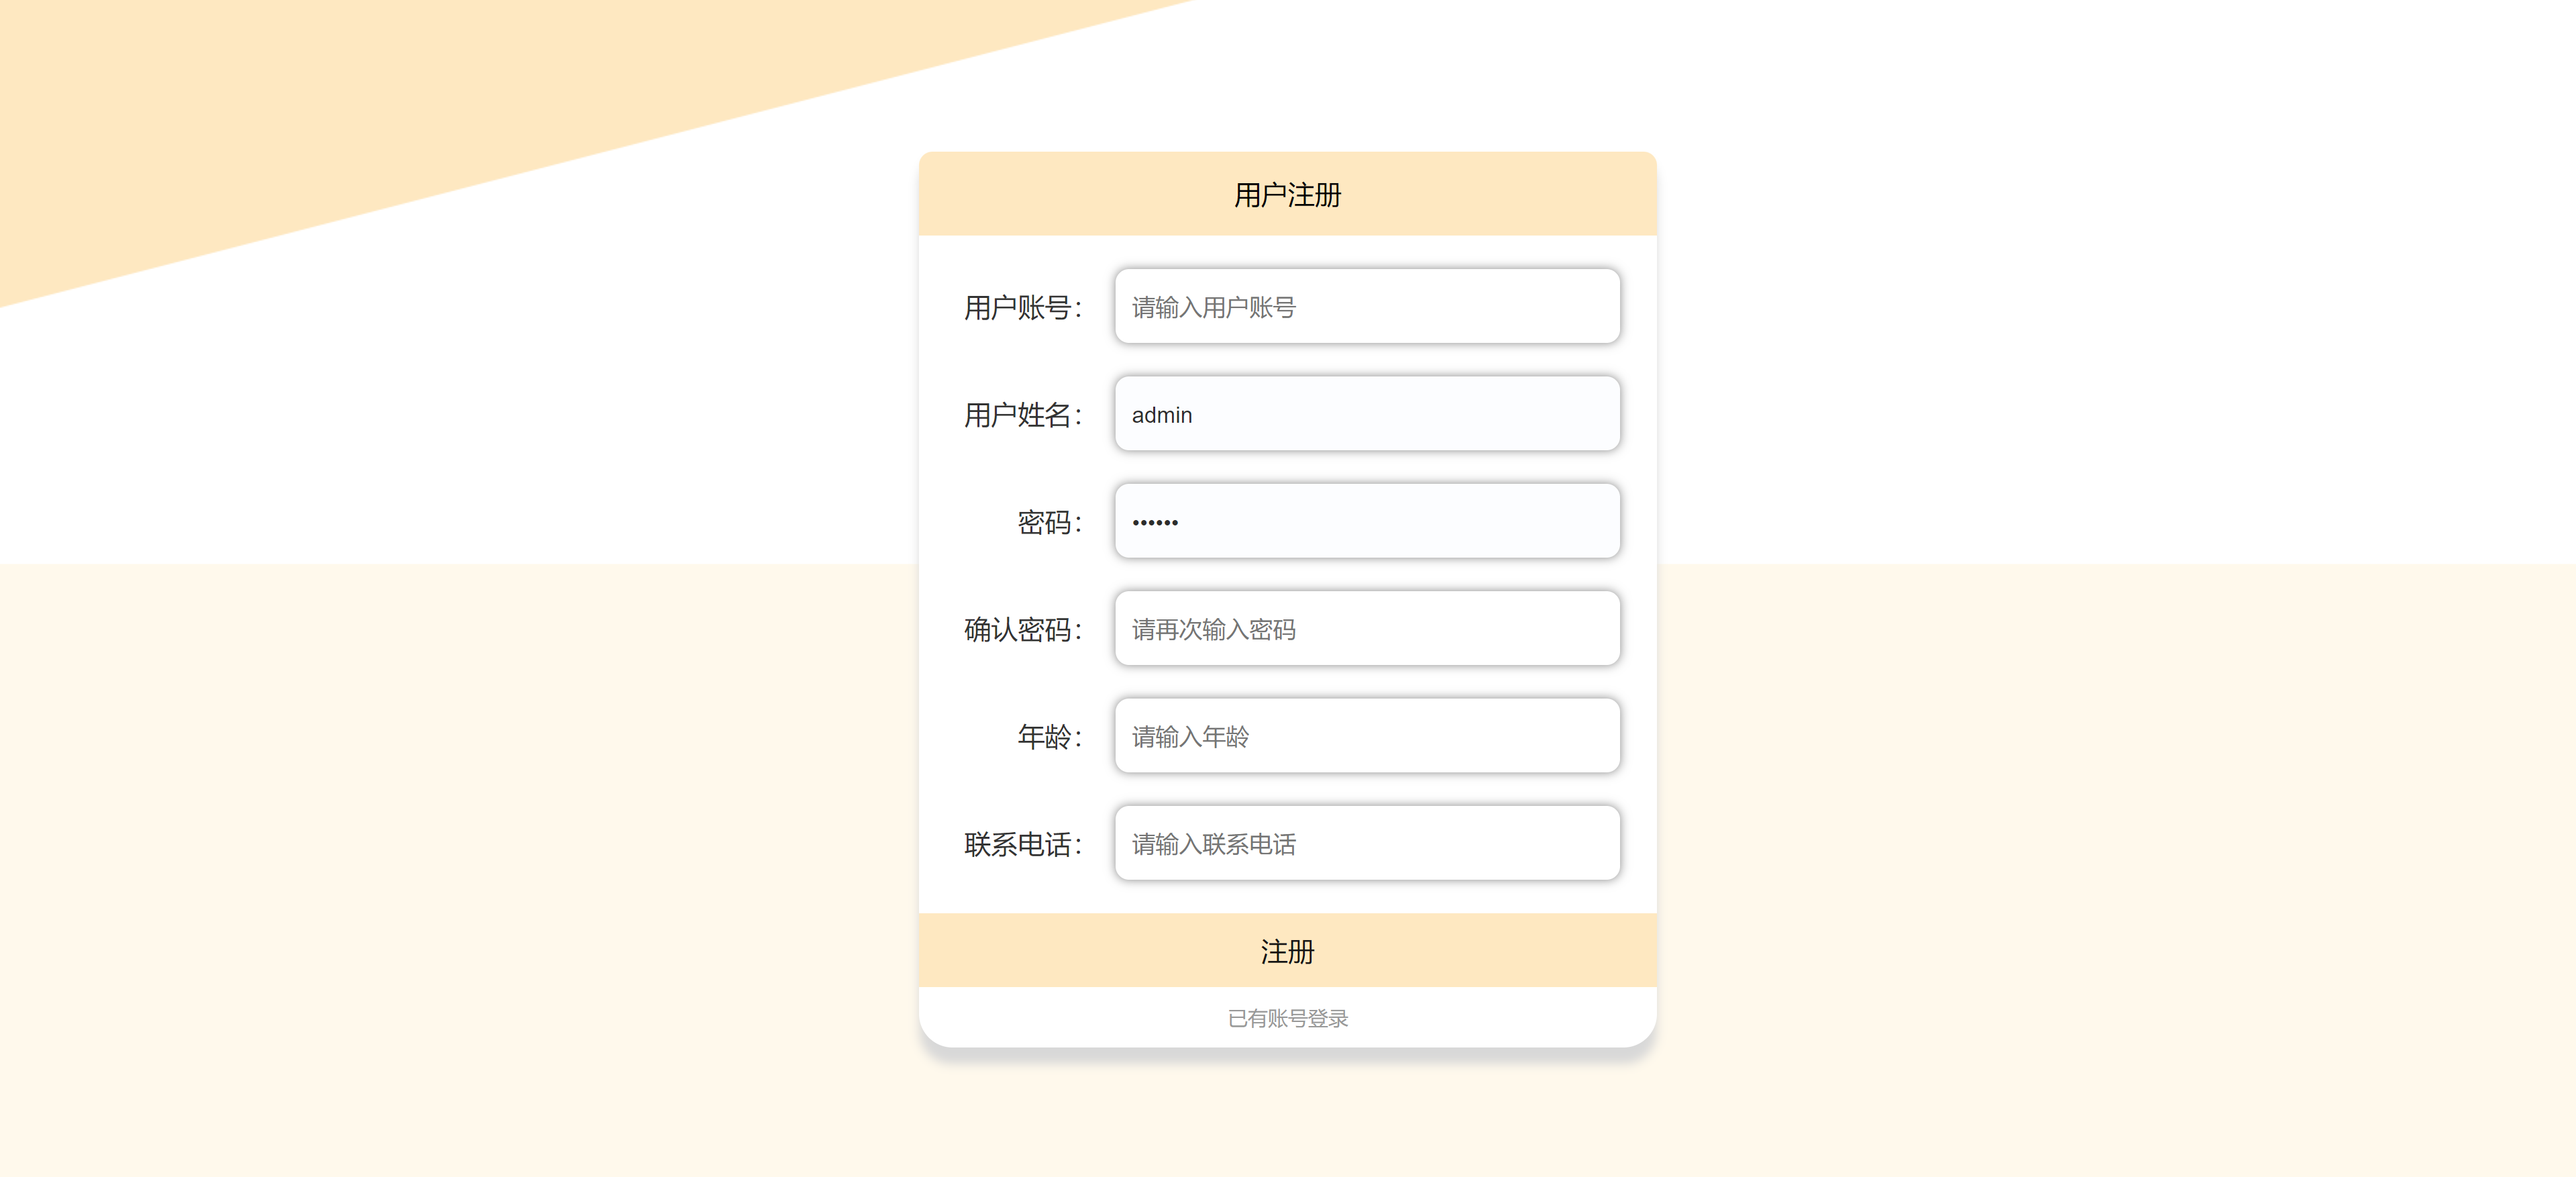 用户注册
用户账号：
请输入用户账号
用户姓名：
admin
密码：
••••••
确认密码：
请再次输入密码
年龄：
请输入年龄
联系电话：
请输入联系电话
注册
已有账号登录